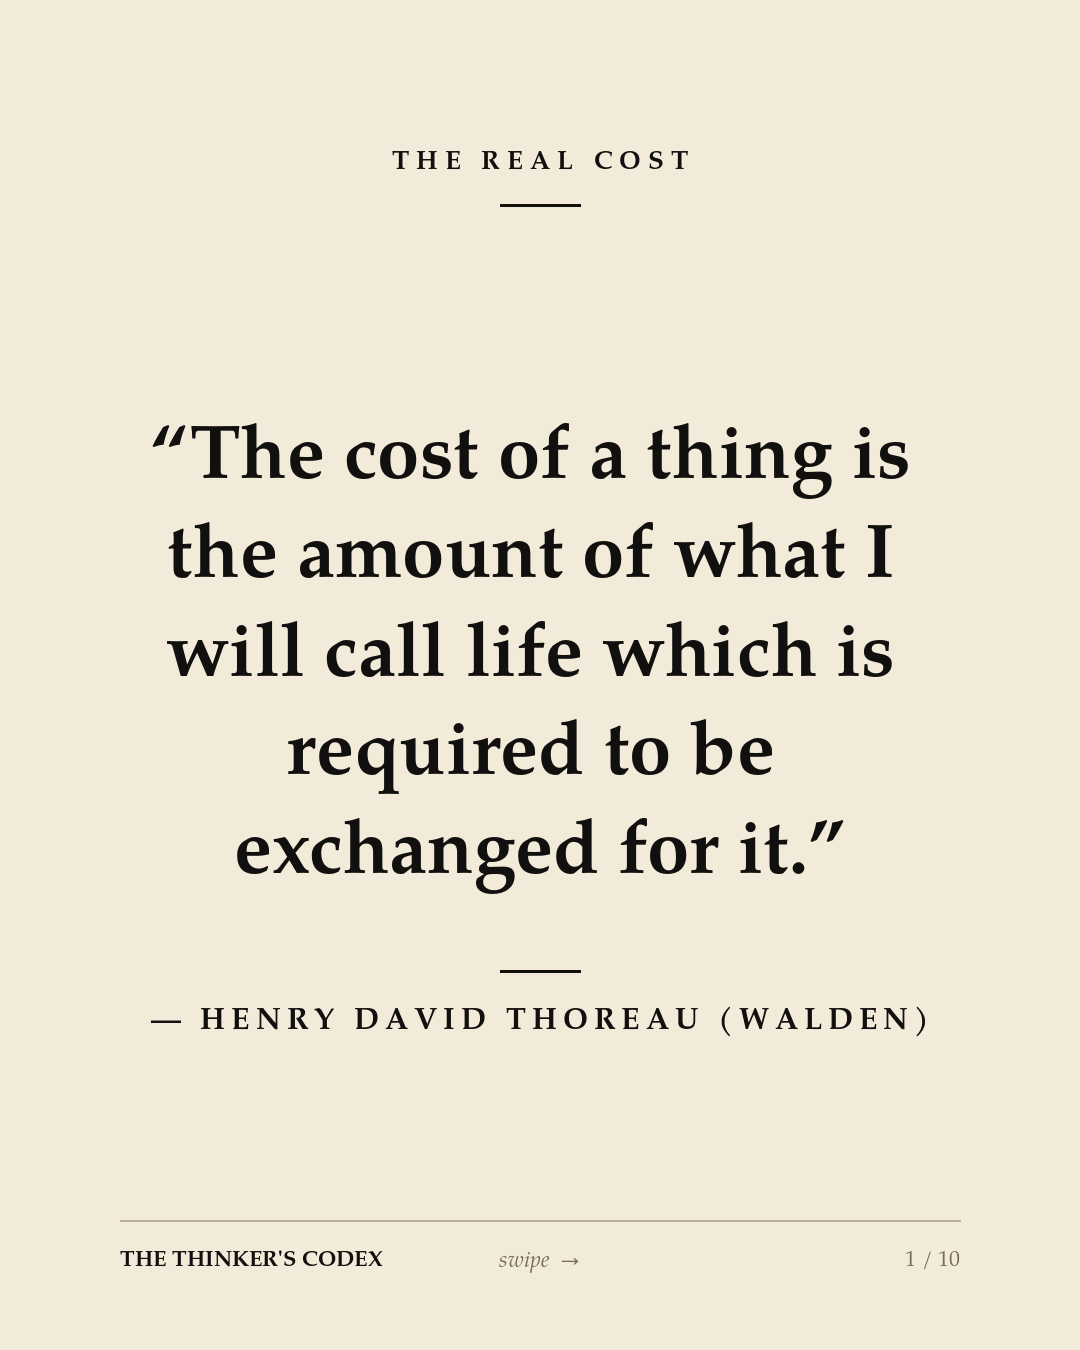 THE REAL COST
“The cost of a thing is
the amount of what I
will call life which is
required to be
exchanged for it.”
— HENRY DAVID THOREAU (WALDEN)
THE THINKER'S CODEX
swipe →
1 / 10